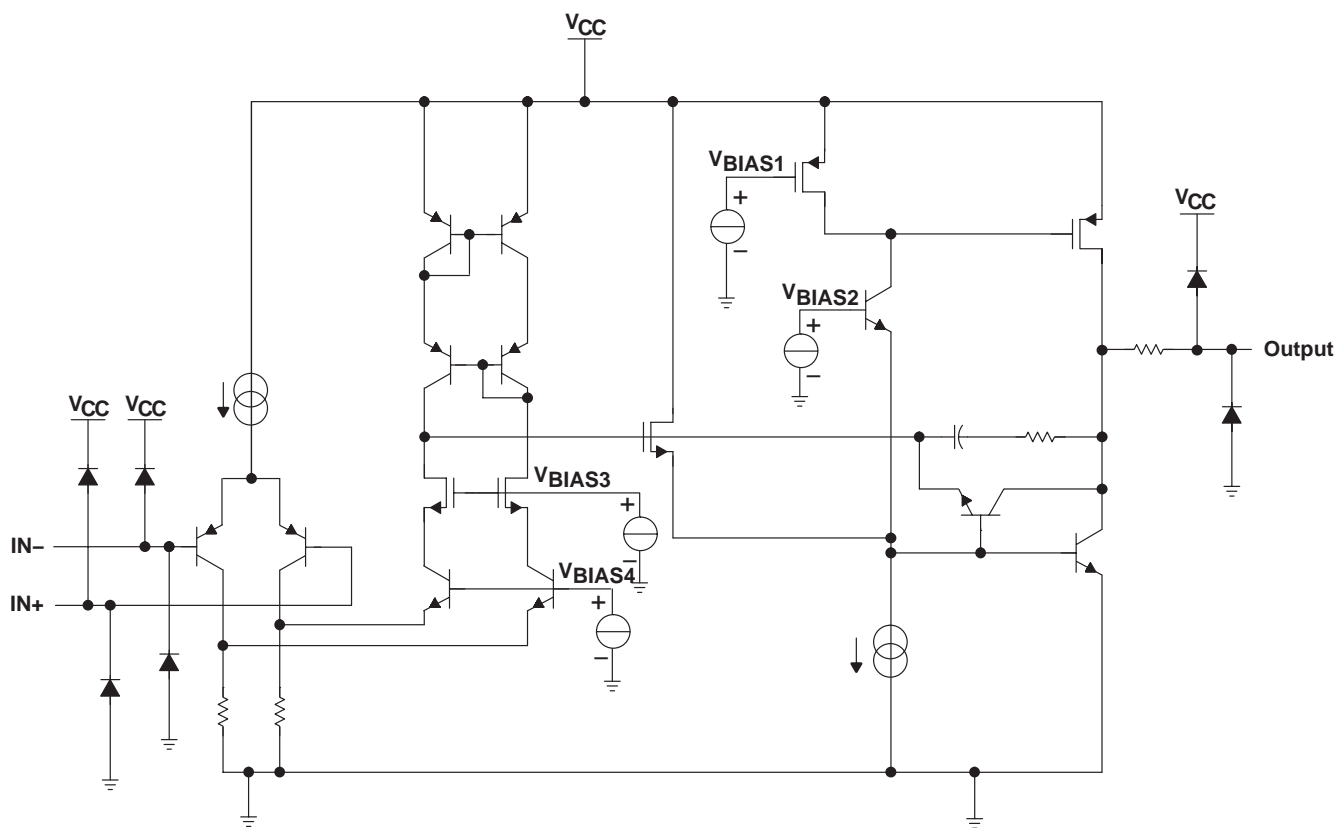 VCC
VBIAS1
+
−
VCC
VBIAS2
+
−
Output
VCC
VCC
VBIAS3
+
−
IN−
IN+
VBIAS4
+
−